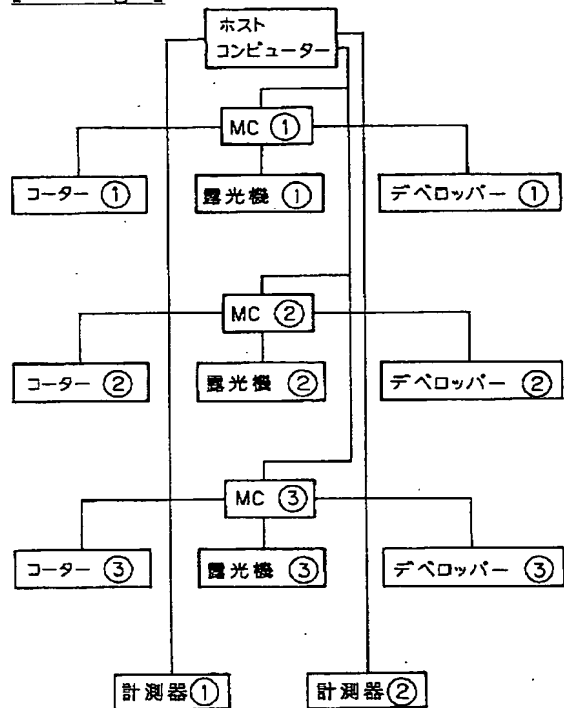 ホスト
コンピューター
MC ①
コーター ①
露光機 ①
デベロッパー ①
MC ②
コーター ②
露光機 ②
デベロッパー ②
MC ③
コーター ③
露光機 ③
デベロッパー ③
計測器 ①
計測器 ②